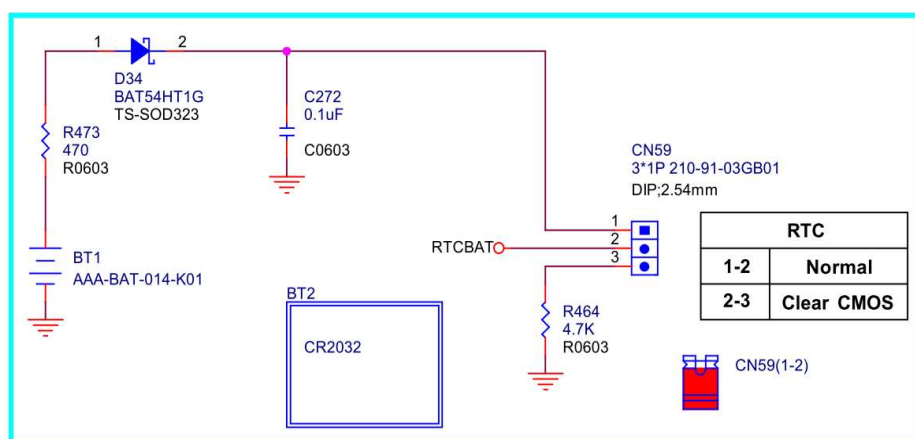 1
2
D34
BAT54HT1G
TS-SOD323
R473
470
R0603
C272
0.1uF
C0603
BT1
AAA-BAT-014-K01
BT2
CR2032
CN59
3*1P 210-91-03GB01
DIP;2.54mm
1
2
3
RTCBAT
R464
4.7K
R0603
RTC
1-2 Normal
2-3 Clear CMOS
CN59(1-2)